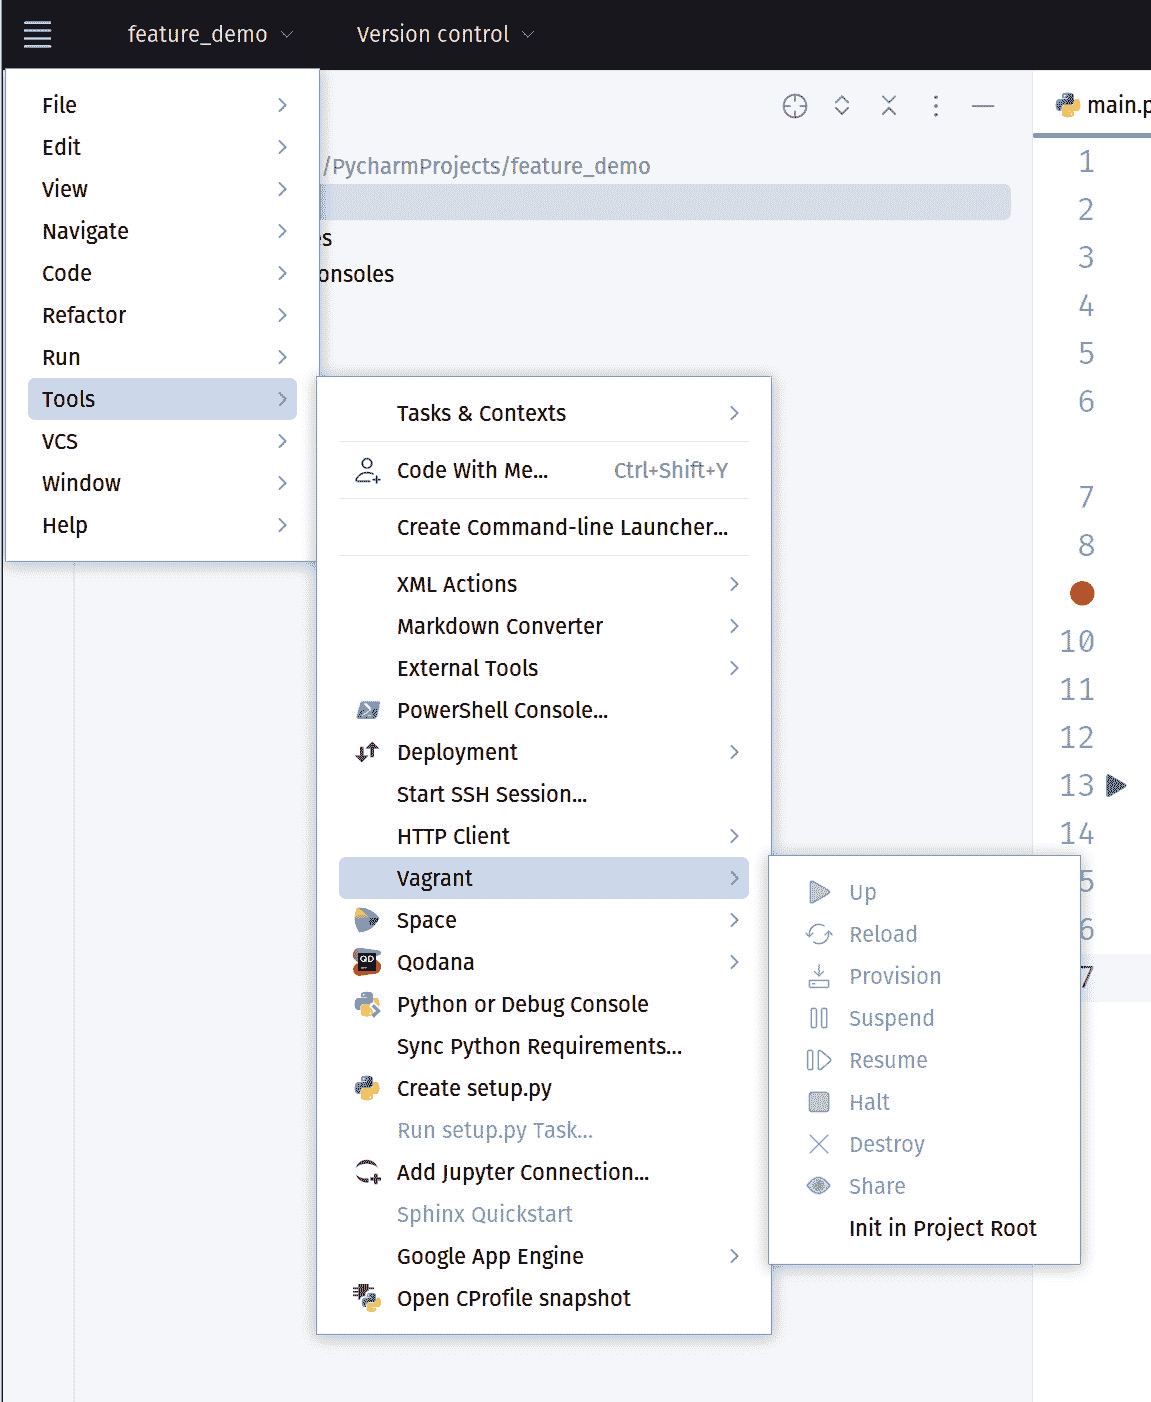 feature_demo
Version control
File
Edit
View
Navigate
Code
Refactor
Run
Tools
VCS
Window
Help
/PycharmProjects/feature_demo
es
onsoles
main.p
1
2
3
4
5
6
7
8
10
11
12
13
14
5
6
7
Tasks & Contexts
Code With Me... Ctrl+Shift+Y
Create Command-line Launcher...
XML Actions
Markdown Converter
External Tools
PowerShell Console...
Deployment
Start SSH Session...
HTTP Client
Vagrant
Space
Qodana
Python or Debug Console
Sync Python Requirements...
Create setup.py
Run setup.py Task...
Add Jupyter Connection...
Sphinx Quickstart
Google App Engine
Open CProfile snapshot
Up
Reload
Provision
Suspend
Resume
Halt
Destroy
Share
Init in Project Root